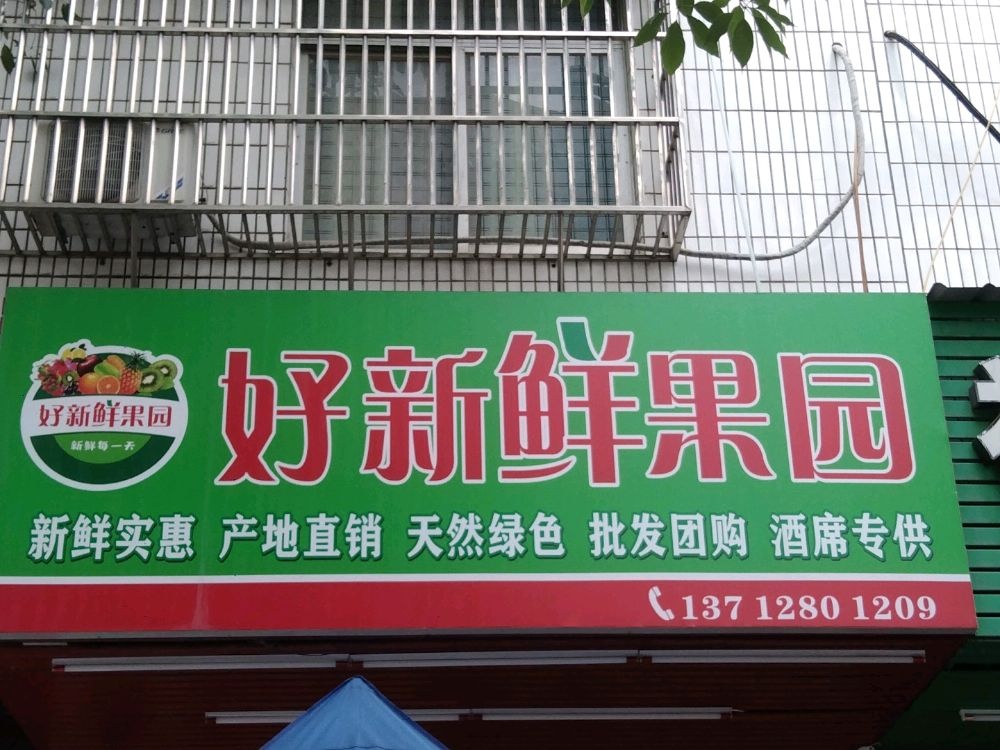 好新鲜果园
新鲜每一天
好新鲜果园
新鲜实惠 产地直销 天然绿色 批发团购 酒席专供
137 1280 1209